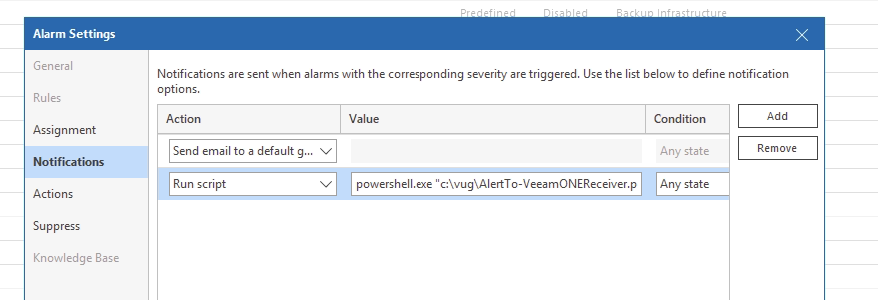 Predefined Disabled Backup Infrastructure
Alarm Settings
General
Rules
Assignment
Notifications
Actions
Suppress
Knowledge Base
Notifications are sent when alarms with the corresponding severity are triggered. Use the list below to define notification
options.
Action Value Condition
Send email to a default g... Any state
Run script powershell.exe "c:\vug\AlertTo-VeeamONEReceiver.p Any state
Add
Remove